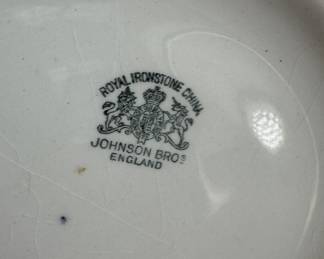 ROYAL IRONSTONE CHINA
JOHNSON BROS
ENGLAND